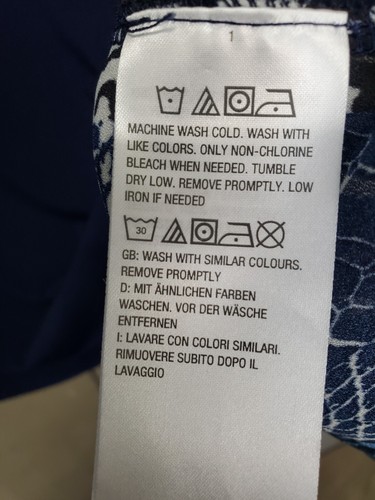 1
MACHINE WASH COLD. WASH WITH
LIKE COLORS. ONLY NON-CHLORINE
BLEACH WHEN NEEDED. TUMBLE
DRY LOW. REMOVE PROMPTLY. LOW
IRON IF NEEDED
30
GB: WASH WITH SIMILAR COLOURS.
REMOVE PROMPTLY
D: MIT ÄHNLICHEN FARBEN
WASCHEN. VOR DER WÄSCHE
ENTFERNEN
I: LAVARE CON COLORI SIMILARI.
RIMUOVERE SUBITO DOPO IL
LAVAGGIO